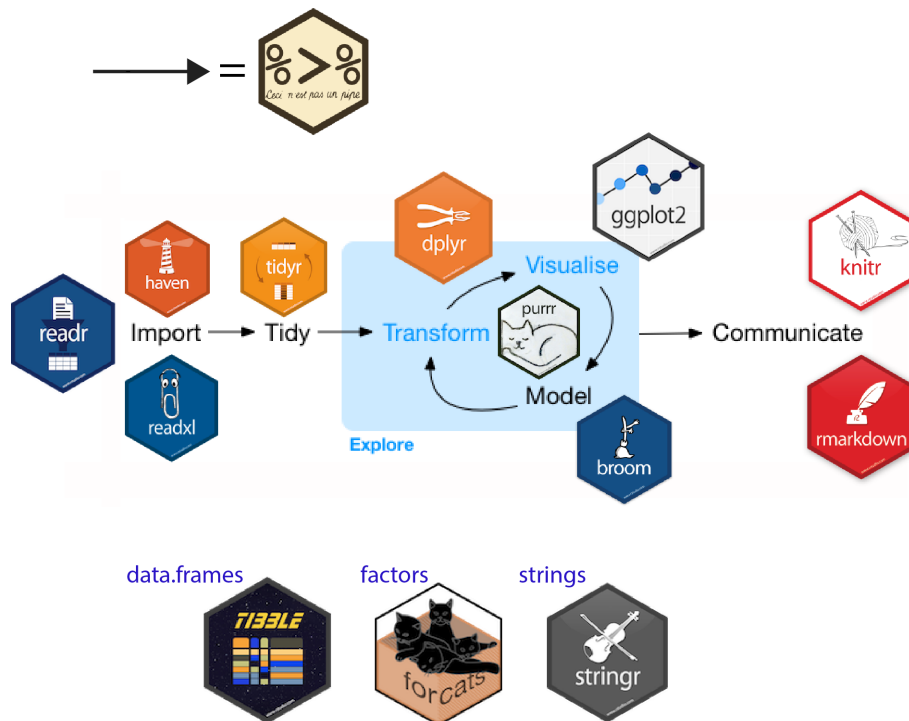 =
%>%
Ceci n'est pas un pipe
ggplot2
dplyr
Visualise
knitr
haven
tidyr
purrr
readr
Import
Tidy
Transform
Communicate
Model
readxl
rmarkdown
Explore
broom
data.frames
factors
strings
TIBBLE
forcats
stringr